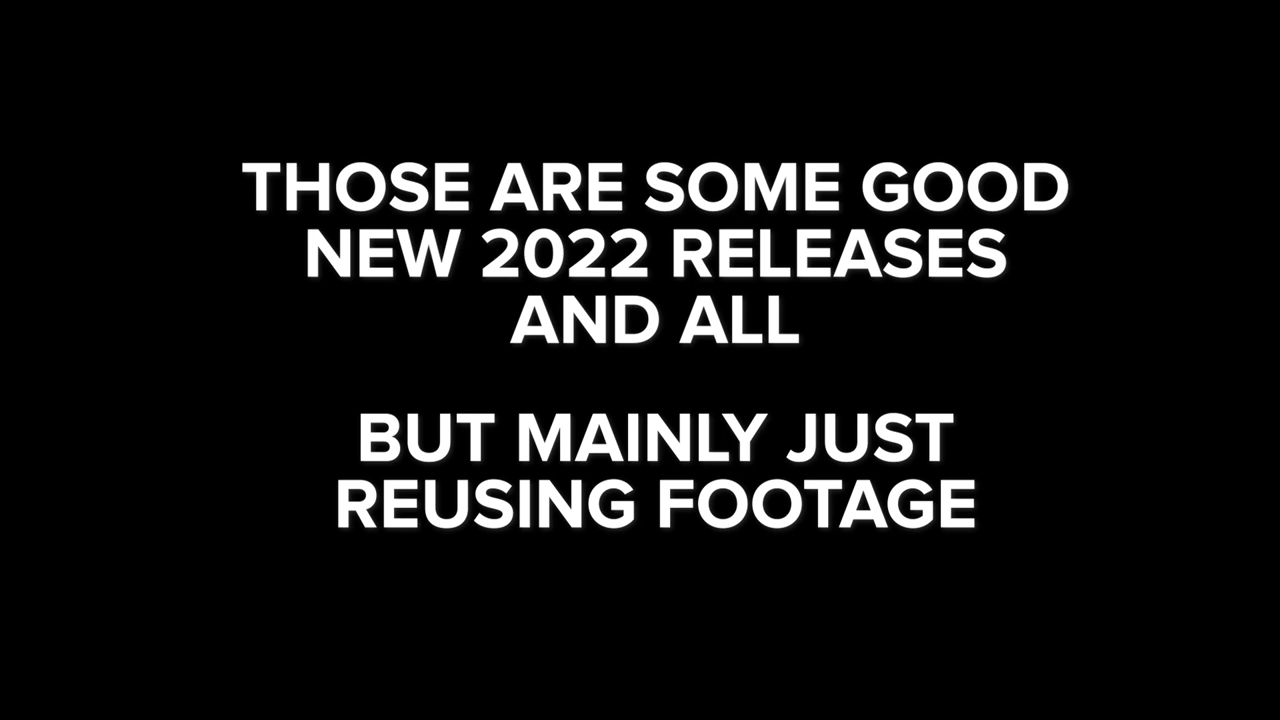 THOSE ARE SOME GOOD
NEW 2022 RELEASES
AND ALL
BUT MAINLY JUST
REUSING FOOTAGE